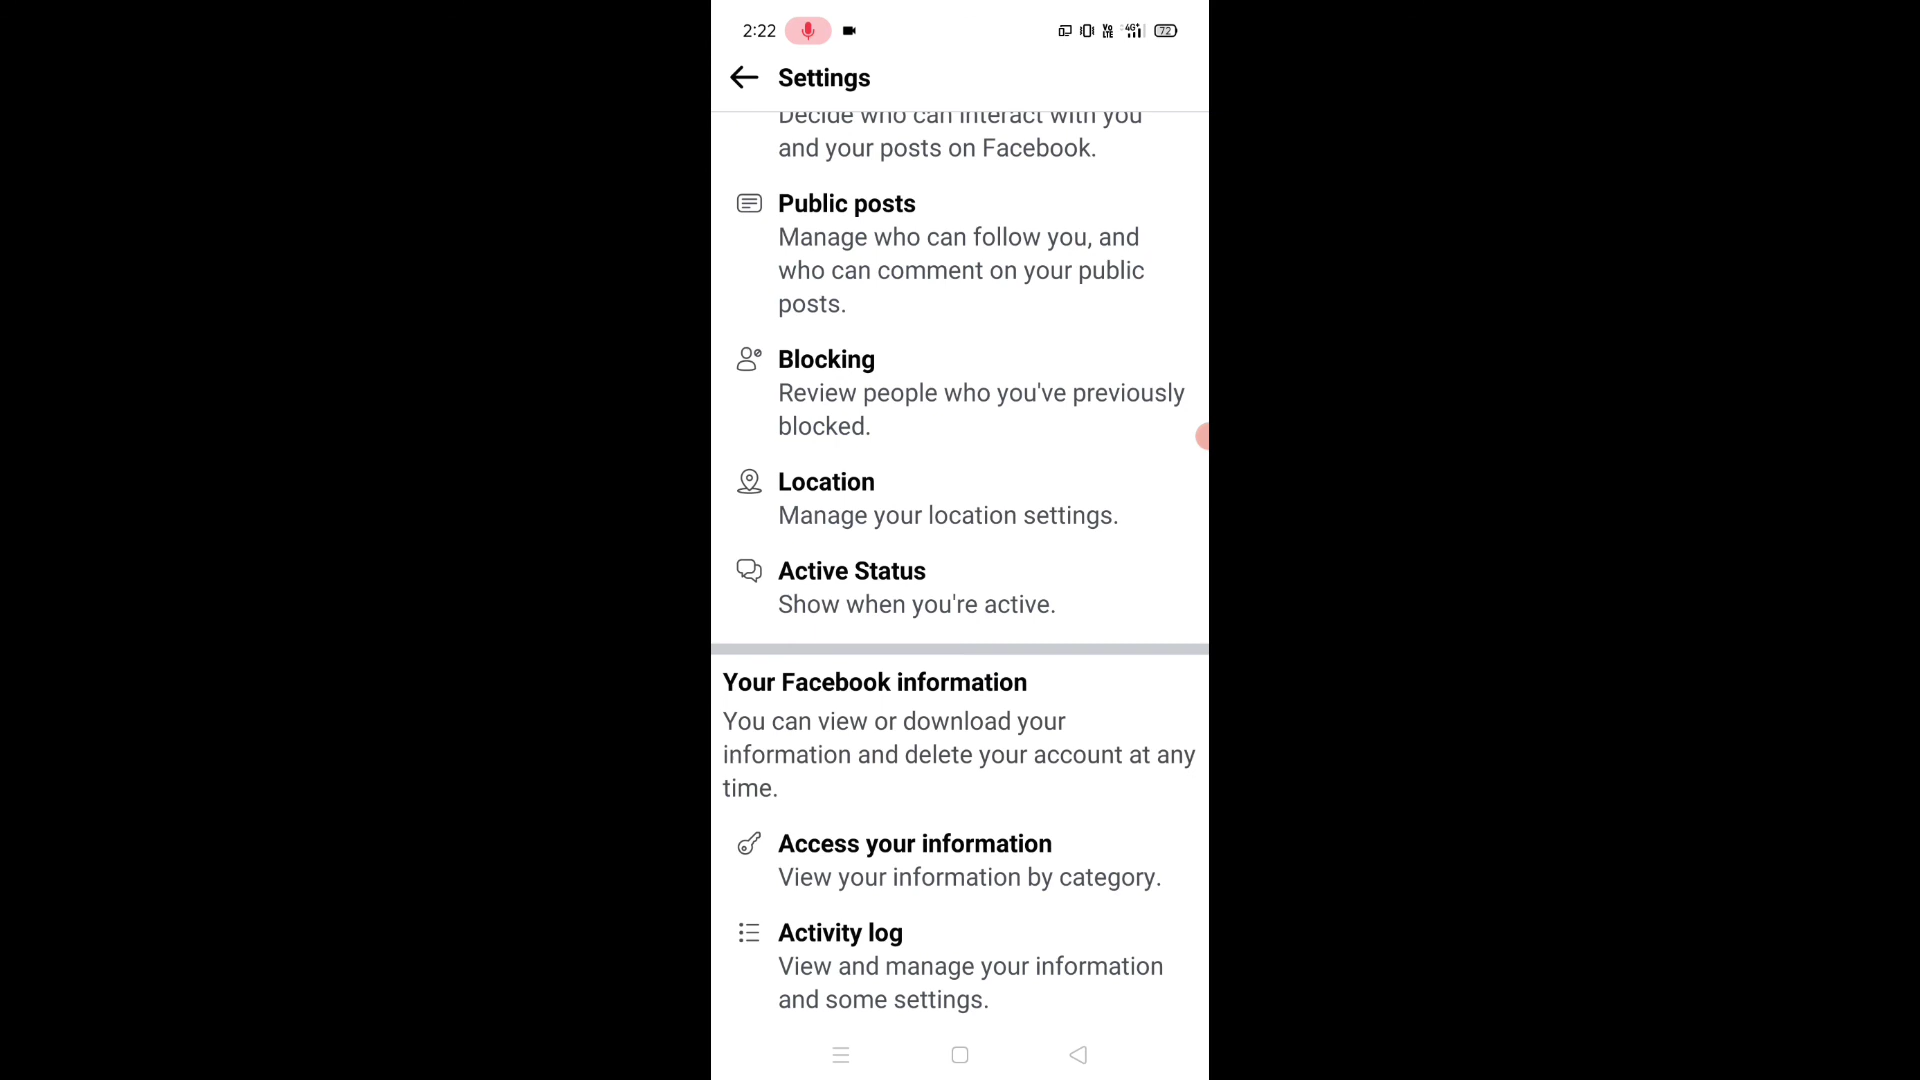 2:22 Vo LTE 4G+ 72
Settings
Decide who can interact with you
and your posts on Facebook.
Public posts
Manage who can follow you, and
who can comment on your public
posts.
Blocking
Review people who you've previously
blocked.
Location
Manage your location settings.
Active Status
Show when you're active.
Your Facebook information
You can view or download your
information and delete your account at any
time.
Access your information
View your information by category.
Activity log
View and manage your information
and some settings.